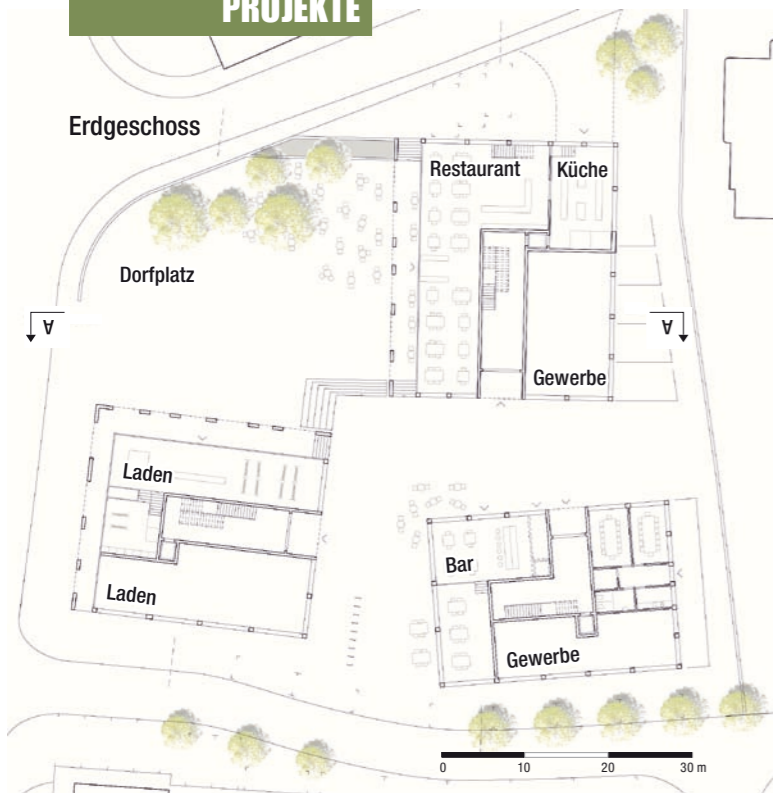 PROJEKTE
Erdgeschoss
Restaurant
Küche
Dorfplatz
A
A
Gewerbe
Laden
Laden
Bar
Gewerbe
0 10 20 30 m